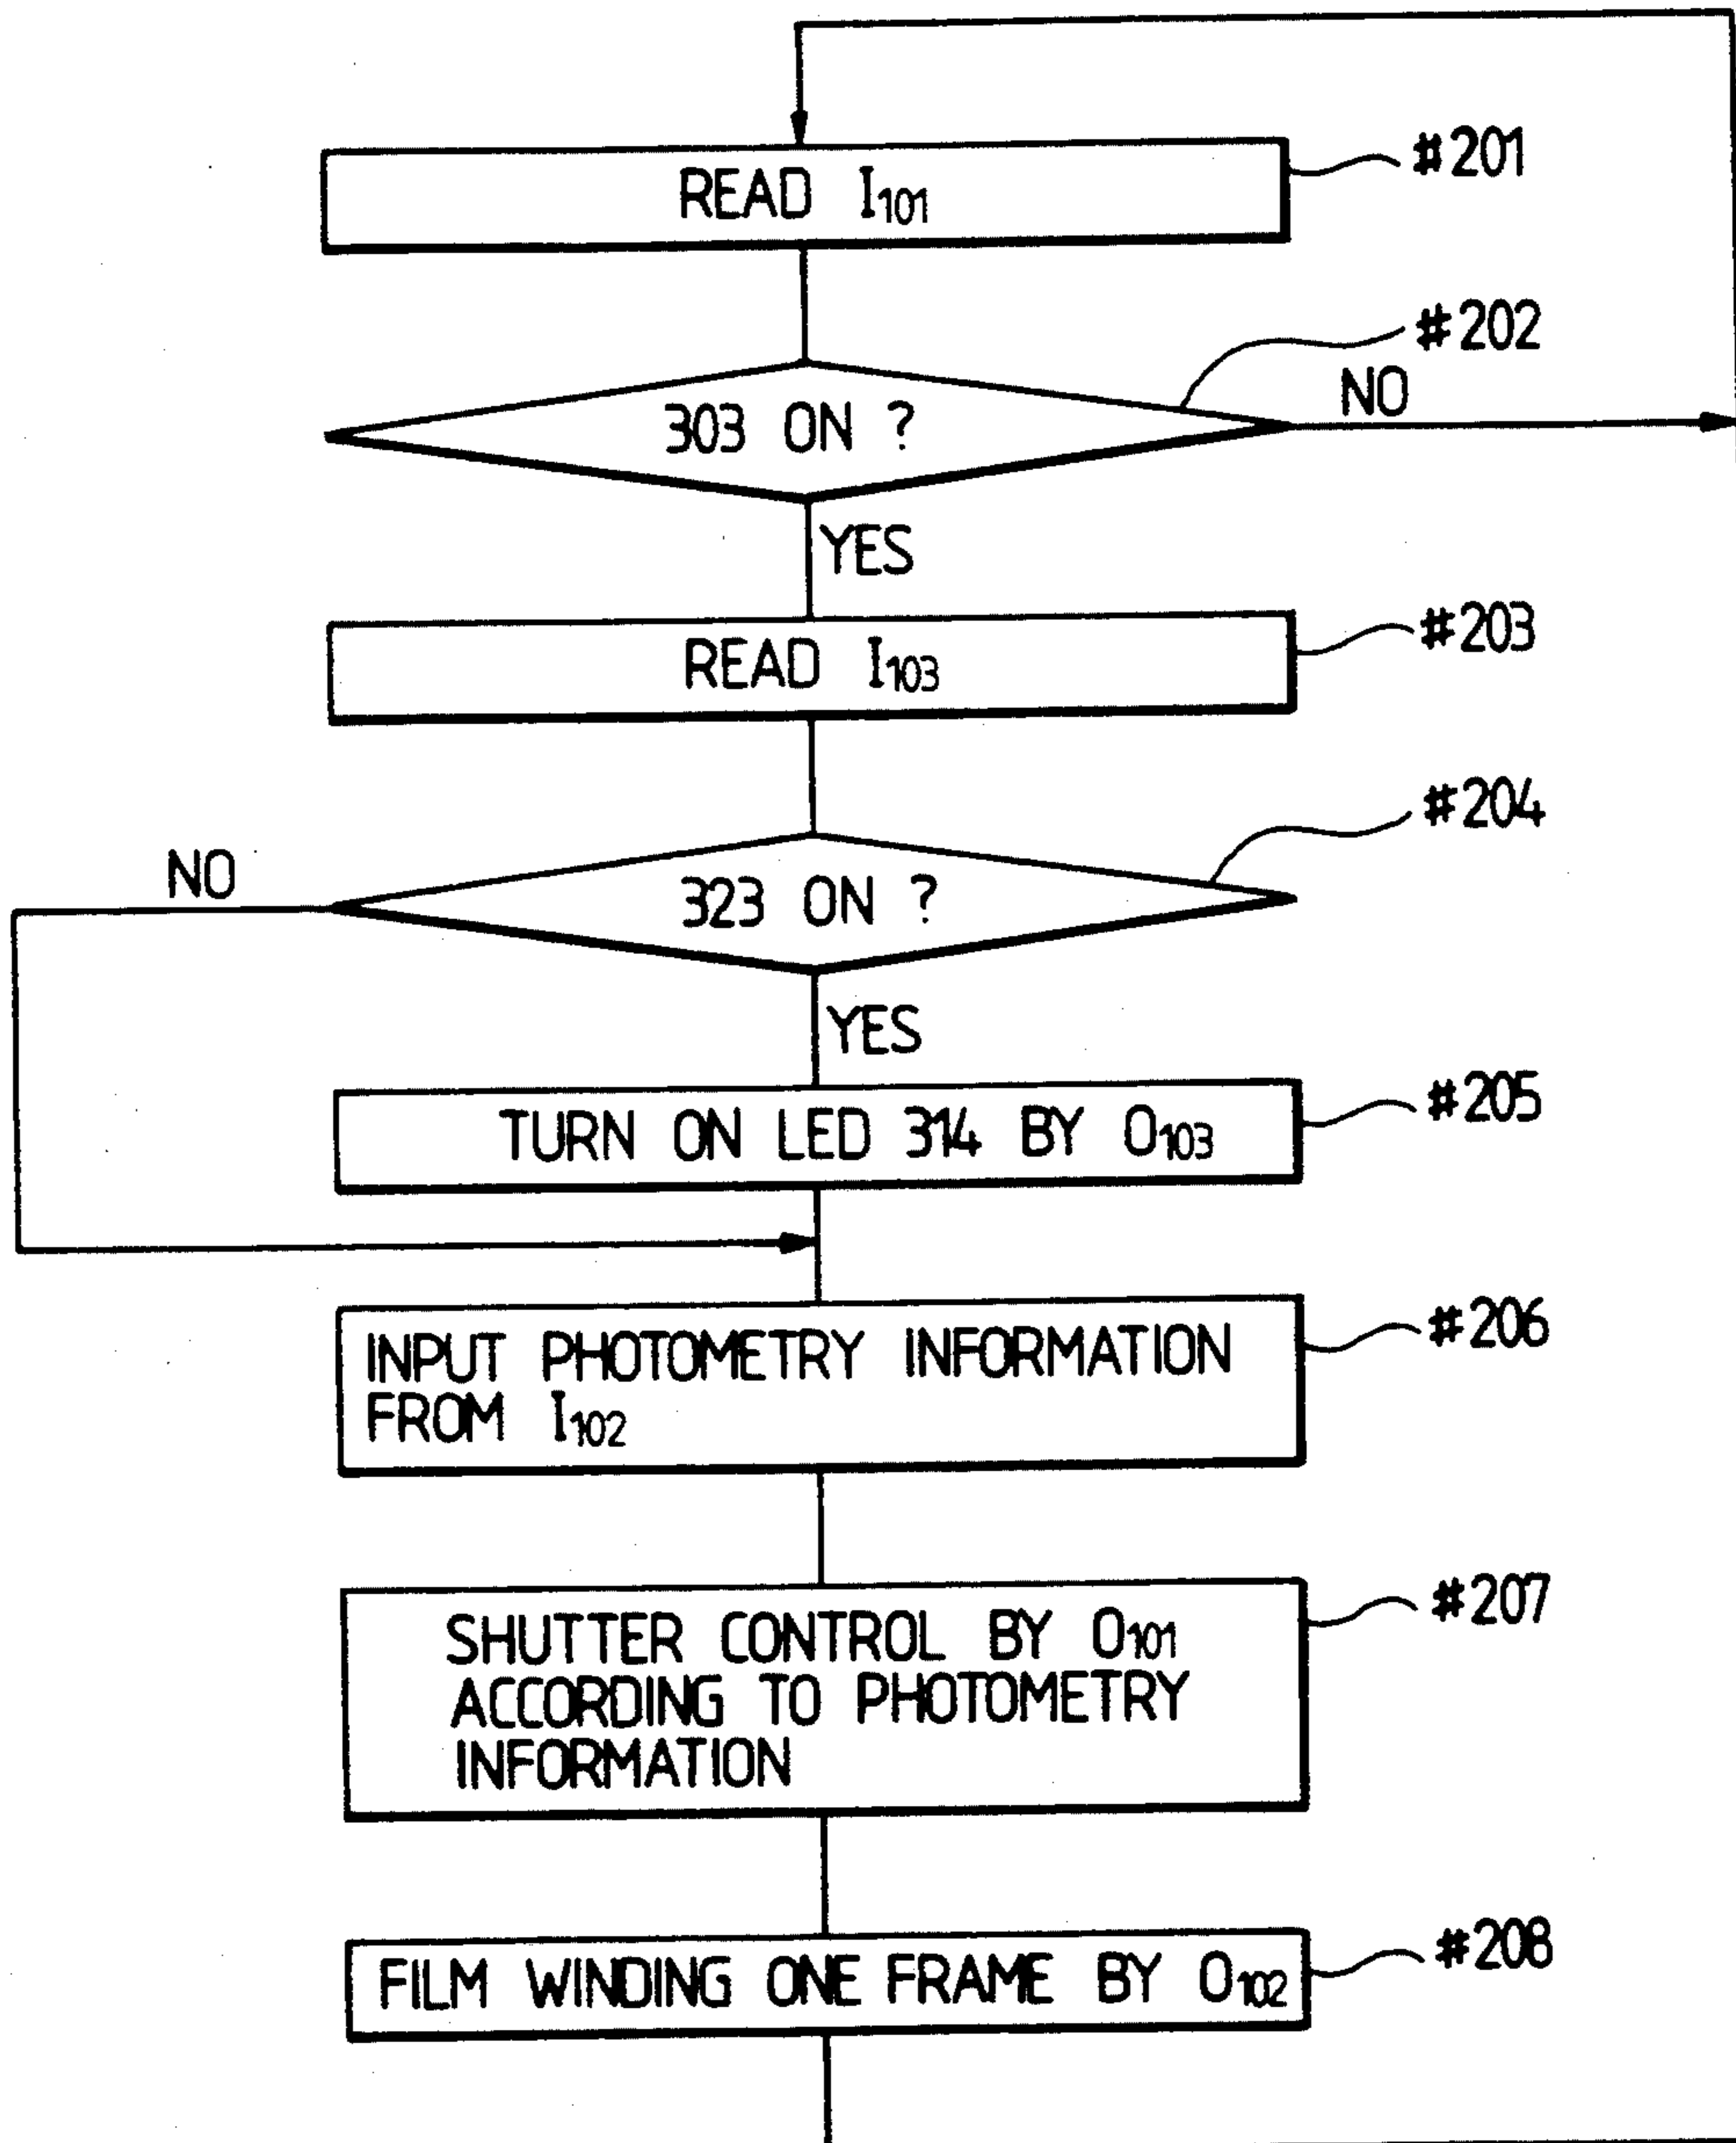 READ I101
#201
303 ON ?
#202
NO
YES
READ I103
#203
323 ON ?
#204
NO
YES
TURN ON LED 314 BY O103
#205
INPUT PHOTOMETRY INFORMATION
FROM I102
#206
SHUTTER CONTROL BY O101
ACCORDING TO PHOTOMETRY
INFORMATION
#207
FILM WINDING ONE FRAME BY O102
#208